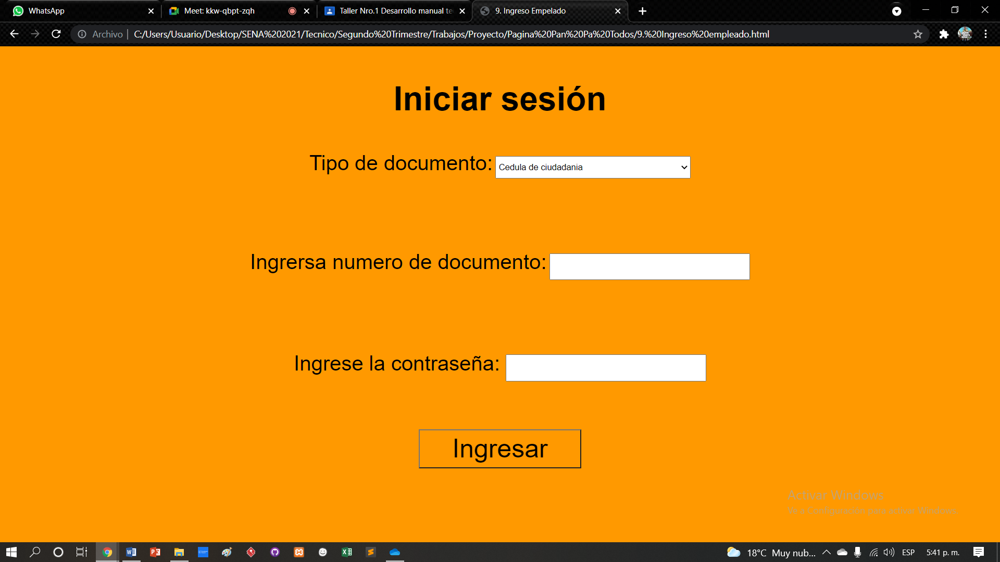 WhatsApp
Meet: kkw-qbpt-zqh
Taller Nro.1 Desarrollo manual te
9. Ingreso Empelado
Archivo
C:/Users/Usuario/Desktop/SENA%202021/Tecnico/Segundo%20Trimestre/Trabajos/Proyecto/Pagina%20Pan%20Pa%20Todos/9.%20Ingreso%20empleado.html
Iniciar sesión
Tipo de documento: Cedula de ciudadania
Ingrersa numero de documento:
Ingrese la contraseña:
Ingresar
Activar Windows
Ve a Configuración para activar Windows.
18°C Muy nub... ESP 5:41 p. m.